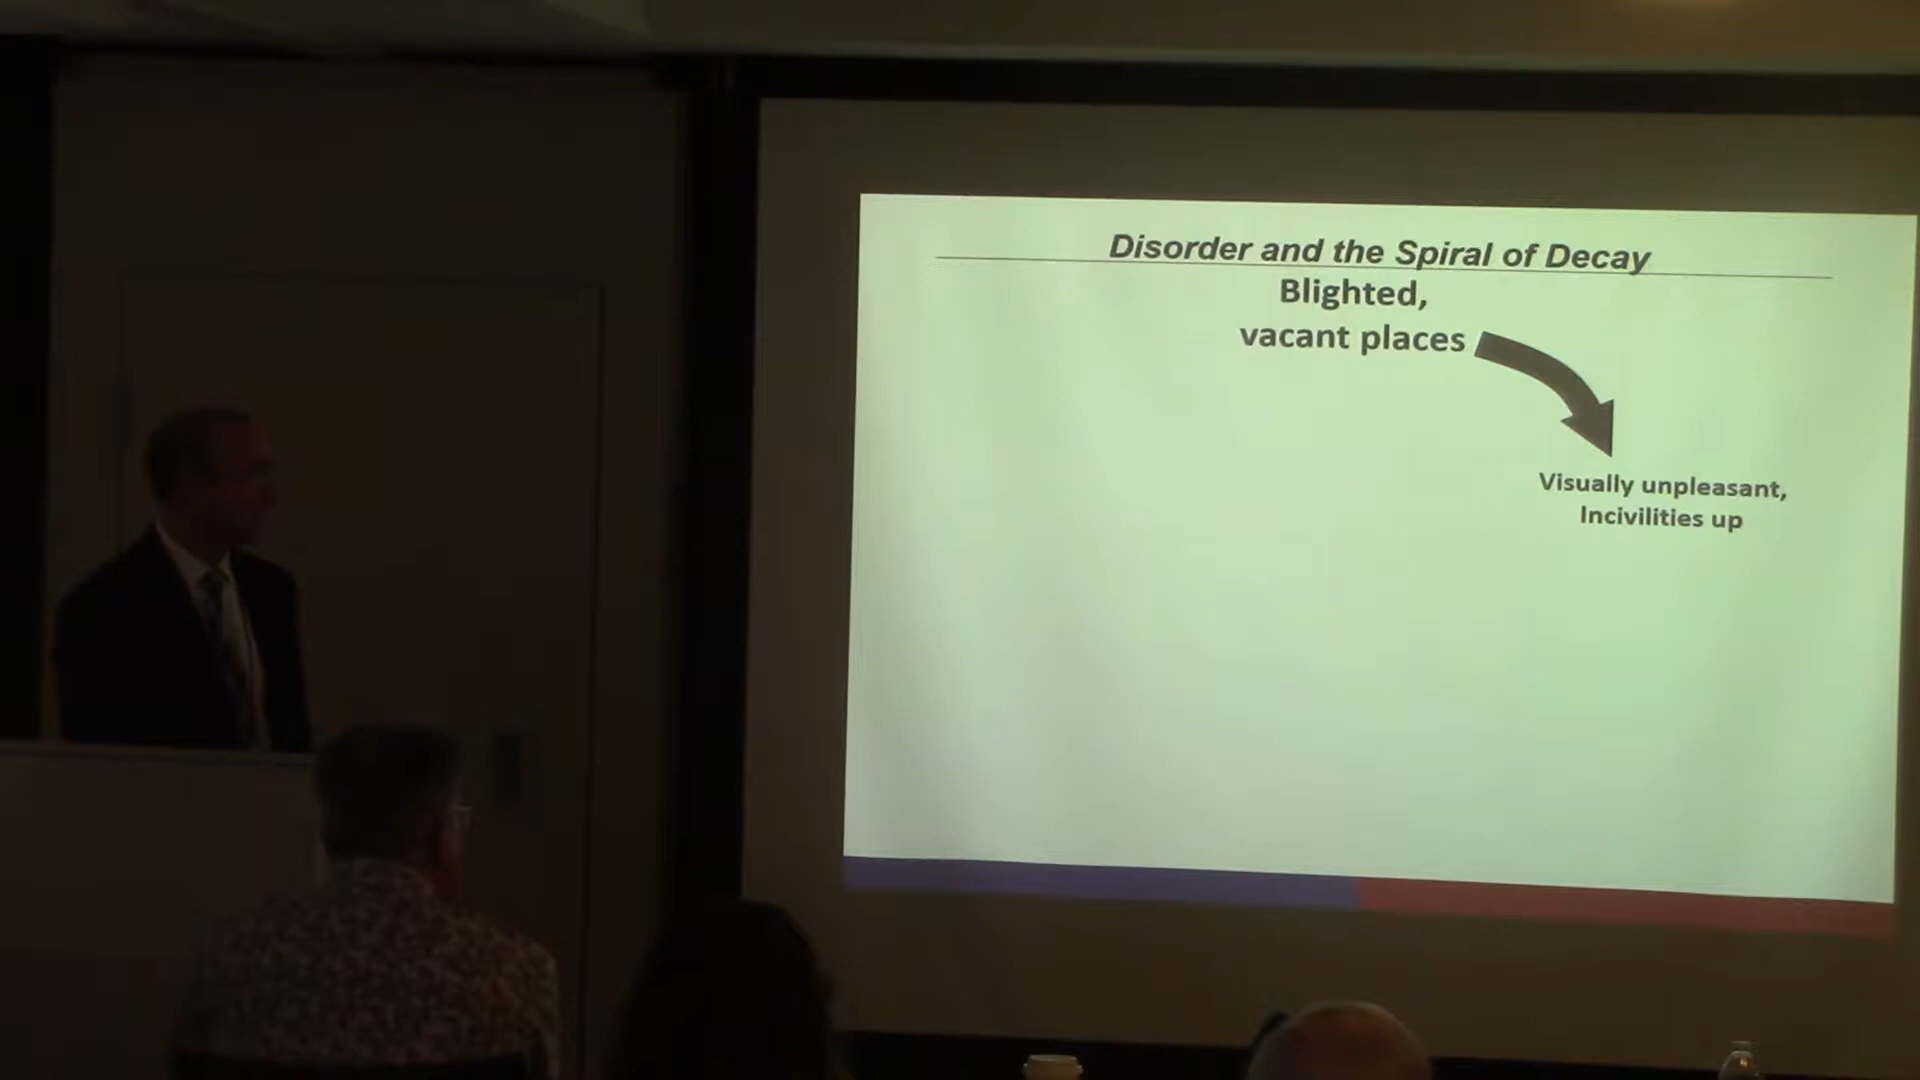 Disorder and the Spiral of Decay
Blighted,
vacant places
Visually unpleasant,
Incivilities up